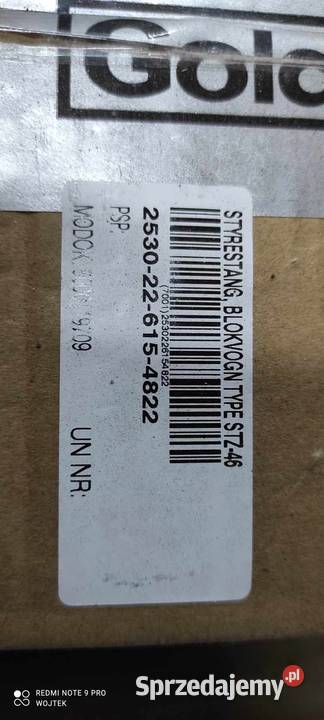 Gold
STYRESTANG, BLOKVOGN TYPE STZ-46
(7001)2530226154822
2530-22-615-4822
PSP:
UN NR:
REDMI NOTE 9 PRO
WOJTEK
Sprzedajemy.pl